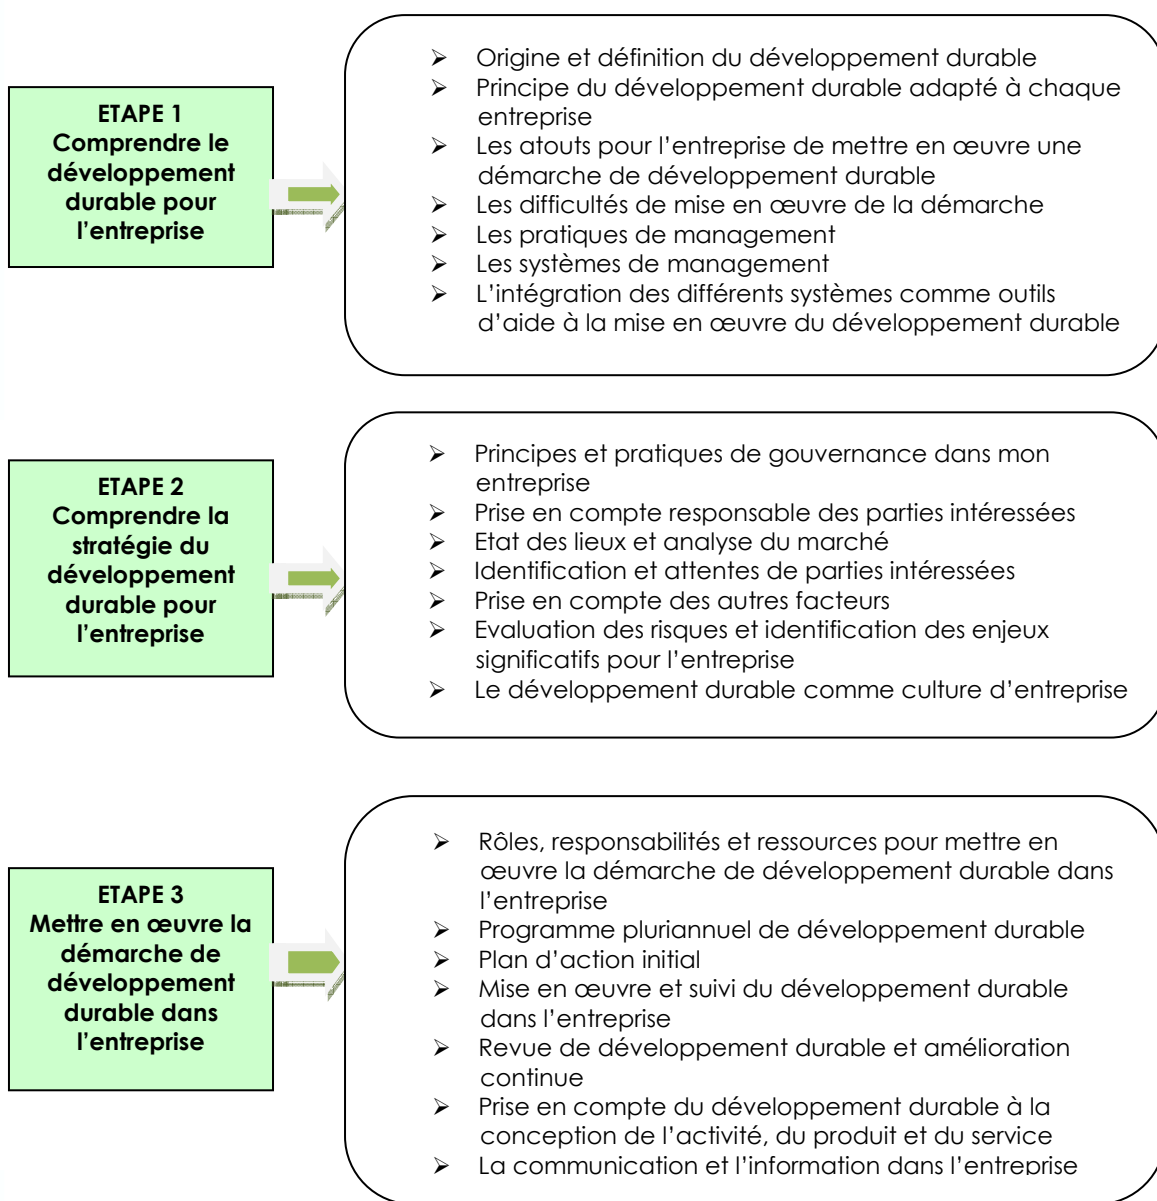 ETAPE 1
Comprendre le
développement
durable pour
l'entreprise
➢ Origine et définition du développement durable
➢ Principe du développement durable adapté à chaque
entreprise
➢ Les atouts pour l'entreprise de mettre en œuvre une
démarche de développement durable
➢ Les difficultés de mise en œuvre de la démarche
➢ Les pratiques de management
➢ Les systèmes de management
➢ L'intégration des différents systèmes comme outils
d'aide à la mise en œuvre du développement durable
ETAPE 2
Comprendre la
stratégie du
développement
durable pour
l'entreprise
➢ Principes et pratiques de gouvernance dans mon
entreprise
➢ Prise en compte responsable des parties intéressées
➢ Etat des lieux et analyse du marché
➢ Identification et attentes de parties intéressées
➢ Prise en compte des autres facteurs
➢ Evaluation des risques et identification des enjeux
significatifs pour l'entreprise
➢ Le développement durable comme culture d'entreprise
ETAPE 3
Mettre en œuvre la
démarche de
développement
durable dans
l'entreprise
➢ Rôles, responsabilités et ressources pour mettre en
œuvre la démarche de développement durable dans
l'entreprise
➢ Programme pluriannuel de développement durable
➢ Plan d'action initial
➢ Mise en œuvre et suivi du développement durable
dans l'entreprise
➢ Revue de développement durable et amélioration
continue
➢ Prise en compte du développement durable à la
conception de l'activité, du produit et du service
➢ La communication et l'information dans l'entreprise